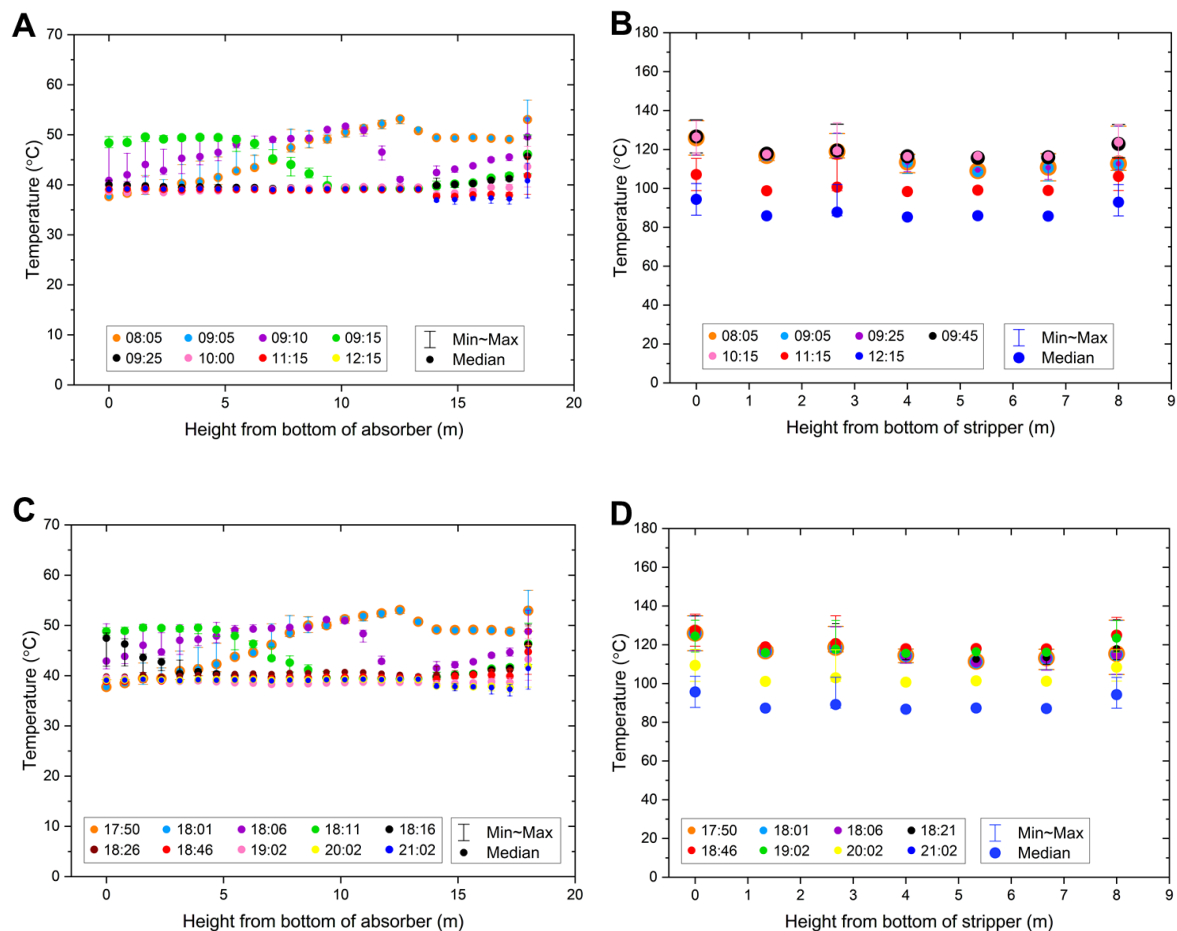 A
70
60
50
40
30
20
10
0
Temperature (°C)
08:05 09:05 09:10 09:15
09:25 10:00 11:15 12:15
Min~Max
Median
0 5 10 15 20
Height from bottom of absorber (m)
B
180
160
140
120
100
80
60
40
20
0
Temperature (°C)
08:05 09:05 09:25 09:45
10:15 11:15 12:15
Min~Max
Median
0 1 2 3 4 5 6 7 8 9
Height from bottom of stripper (m)
C
70
60
50
40
30
20
10
0
Temperature (°C)
17:50 18:01 18:06 18:11 18:16
18:26 18:46 19:02 20:02 21:02
Min~Max
Median
0 5 10 15 20
Height from bottom of absorber (m)
D
180
160
140
120
100
80
60
40
20
0
Temperature (°C)
17:50 18:01 18:06 18:21
18:46 19:02 20:02 21:02
Min~Max
Median
0 1 2 3 4 5 6 7 8 9
Height from bottom of stripper (m)